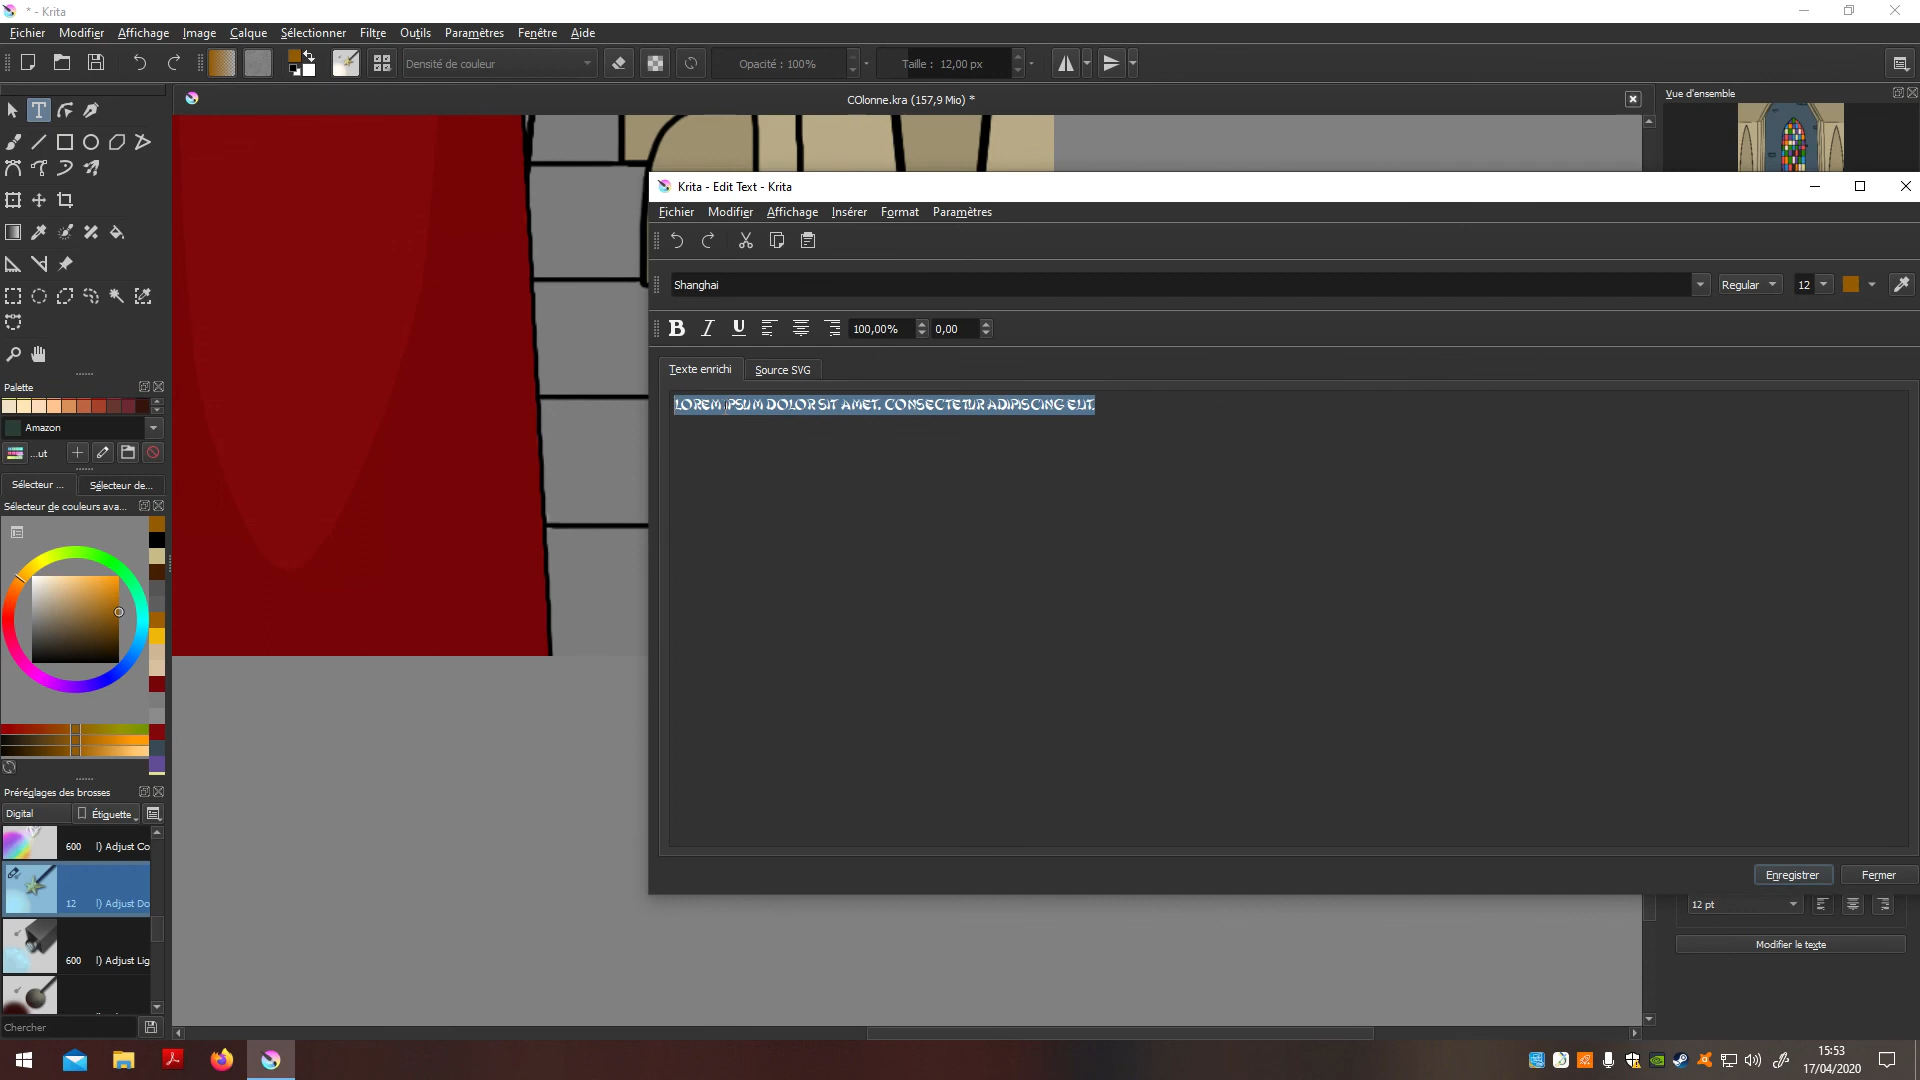 * - Krita
Fichier Modifier Affichage Image Calque Sélectionner Filtre Outils Paramètres Fenêtre Aide
Densité de couleur
Opacité : 100%
Taille : 12,00 px
COlonne.kra (157,9 Mio) *
Vue d'ensemble
Krita - Edit Text - Krita
Fichier Modifier Affichage Insérer Format Paramètres
Shanghai
Regular
12
B I U
100,00%
0,00
Texte enrichi
Source SVG
LOREM IPSUM DOLOR SIT AMET, CONSECTETUR ADIPISCING ELIT.
Enregistrer
Fermer
12 pt
Modifier le texte
Palette
Amazon
...ut
Sélecteur ...
Sélecteur de...
Sélecteur de couleurs ava...
Préréglages des brosses
Digital
Étiquette
600 l) Adjust Co
12 l) Adjust Do
600 l) Adjust Lig
Chercher
15:53
17/04/2020